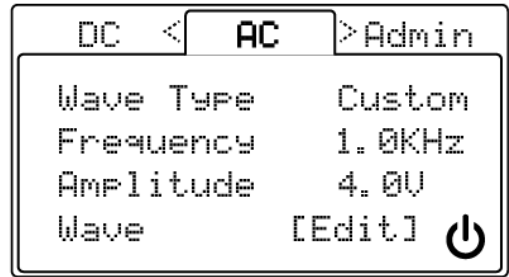 DC < AC > Admin
Wave Type Custom
Frequency 1.0KHz
Amplitude 4.0V
Wave [Edit]